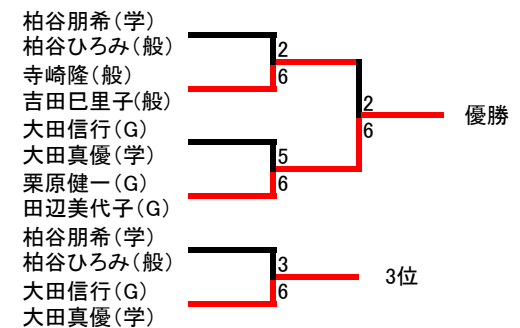 柏谷朋希（学）
柏谷ひろみ（般）
2
寺崎隆（般）
6
吉田巳里子（般）
2
優勝
大田信行（G）
6
大田真優（学）
5
栗原健一（G）
6
田辺美代子（G）
柏谷朋希（学）
柏谷ひろみ（般）
3
3位
大田信行（G）
6
大田真優（学）